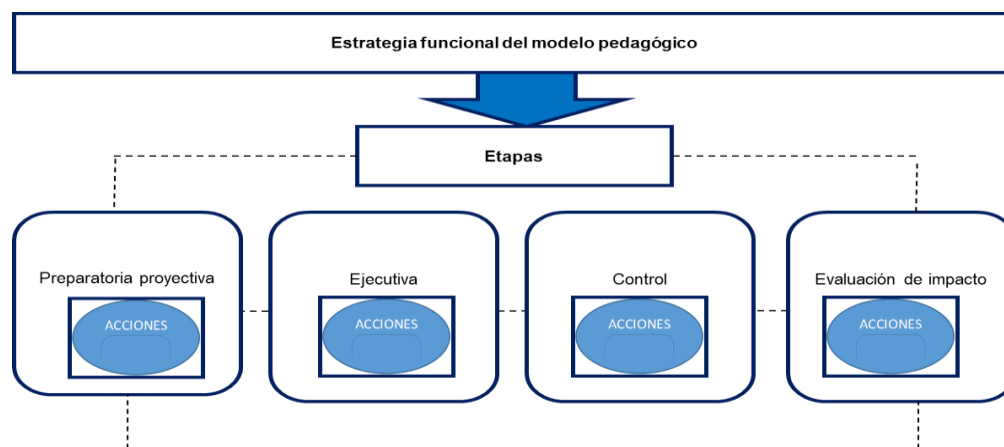 Estrategia funcional del modelo pedagógico
Etapas
Preparatoria proyectiva
Ejecutiva
Control
Evaluación de impacto
ACCIONES
ACCIONES
ACCIONES
ACCIONES